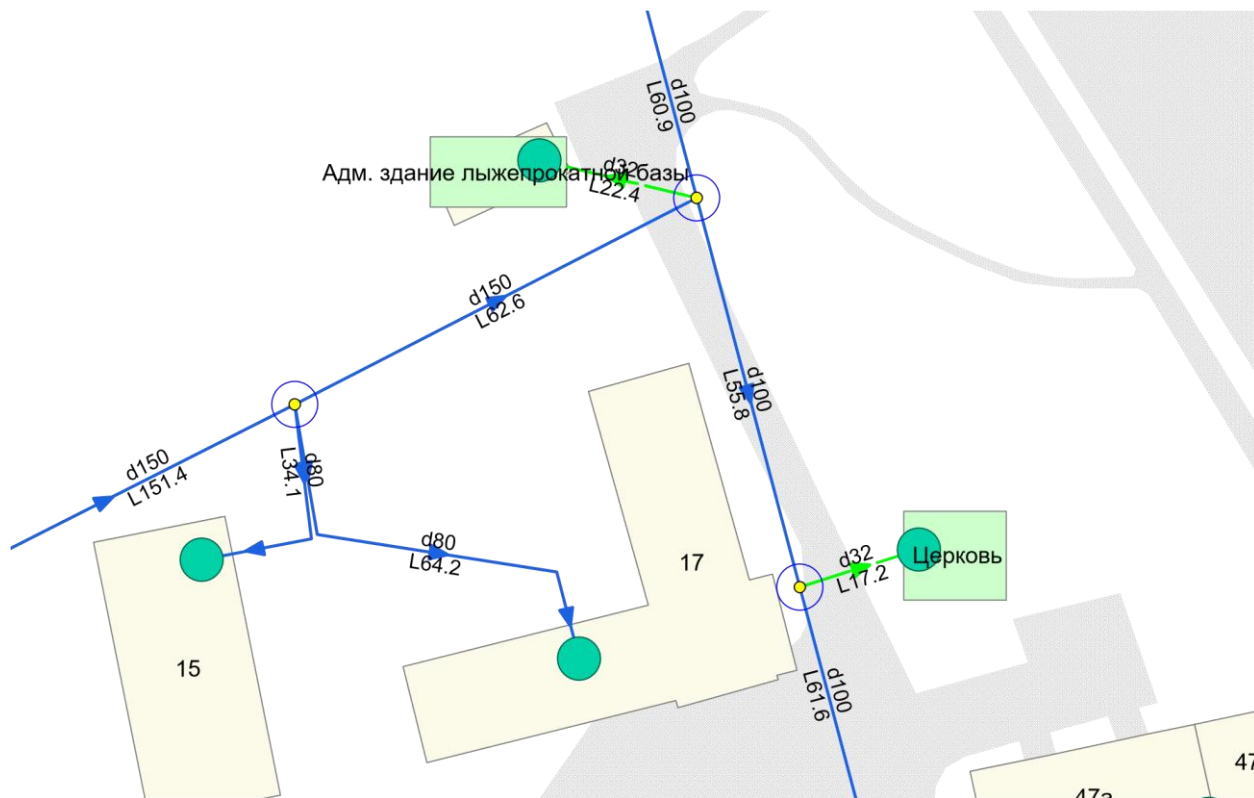 d100
L60.9
Адм. здание лыжепрокатной базы
d32
L22.4
d150
L62.6
d100
L55.8
d150
L151.4
d80
L34.1
d80
L64.2
17
d32
L17.2
Церковь
15
d100
L61.6
47а
47